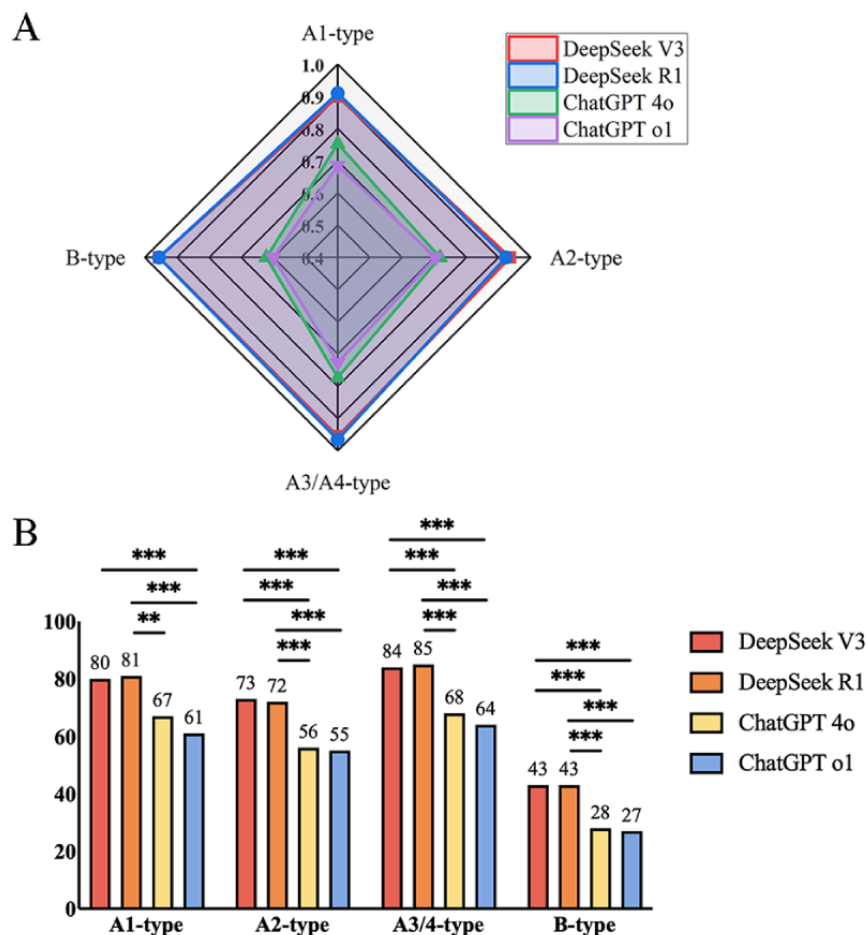 A
A1-type
1.0
0.9
0.8
0.7
0.6
0.5
0.4
B-type
A2-type
A3/A4-type
DeepSeek V3
DeepSeek R1
ChatGPT 4o
ChatGPT o1
B
*** *** *** ***
*** *** *** *** *** ***
** *** *** *** ***
100
80
60
40
20
0
80 81 67 61
73 72 56 55
84 85 68 64
43 43 28 27
A1-type A2-type A3/4-type B-type
DeepSeek V3
DeepSeek R1
ChatGPT 4o
ChatGPT o1